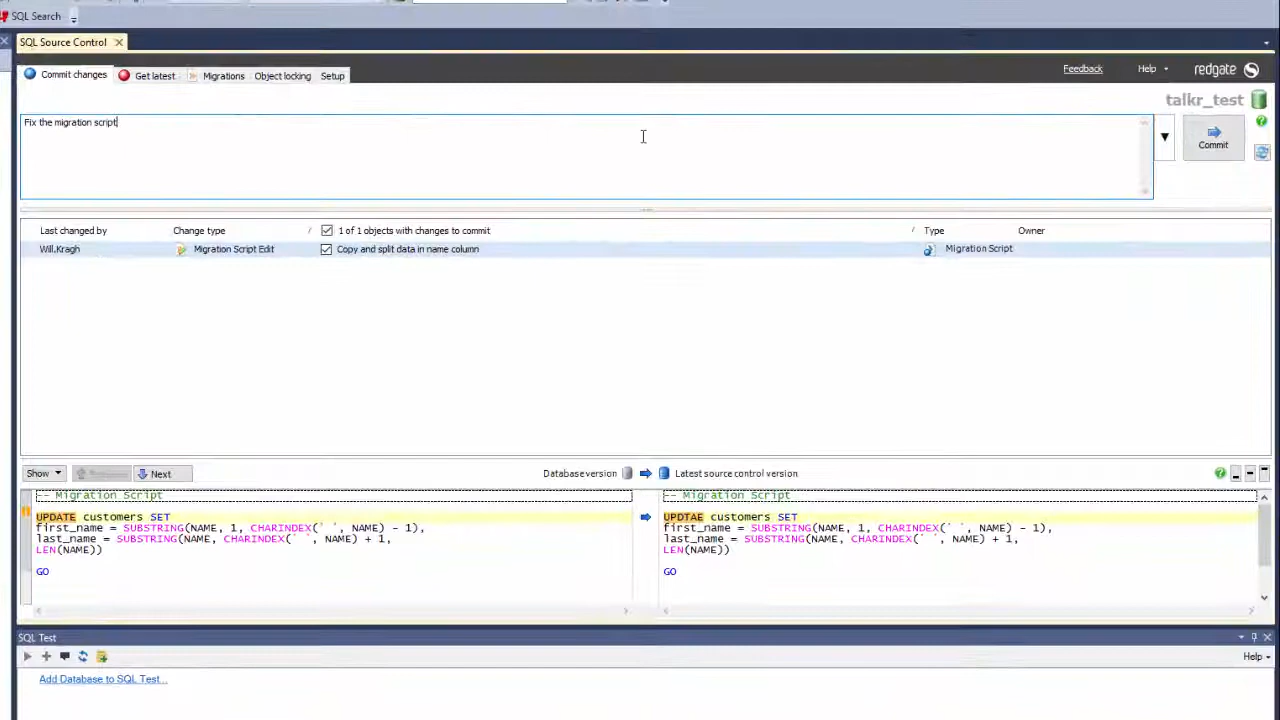 SQL Search
SQL Source Control
Commit changes
Get latest
Migrations
Object locking
Setup
Feedback
Help
redgate
talkr_test
Fix the migration script
Commit
Last changed by
Change type
1 of 1 objects with changes to commit
Type
Owner
Will.Kragh
Migration Script Edit
Copy and split data in name column
Migration Script
Show
Next
Database version
Latest source control version
-- Migration Script
UPDATE customers SET
first_name = SUBSTRING(NAME, 1, CHARINDEX(' ', NAME) - 1),
last_name = SUBSTRING(NAME, CHARINDEX(' ', NAME) + 1,
LEN(NAME))
GO
-- Migration Script
UPDTAE customers SET
first_name = SUBSTRING(NAME, 1, CHARINDEX(' ', NAME) - 1),
last_name = SUBSTRING(NAME, CHARINDEX(' ', NAME) + 1,
LEN(NAME))
GO
SQL Test
Help
Add Database to SQL Test...